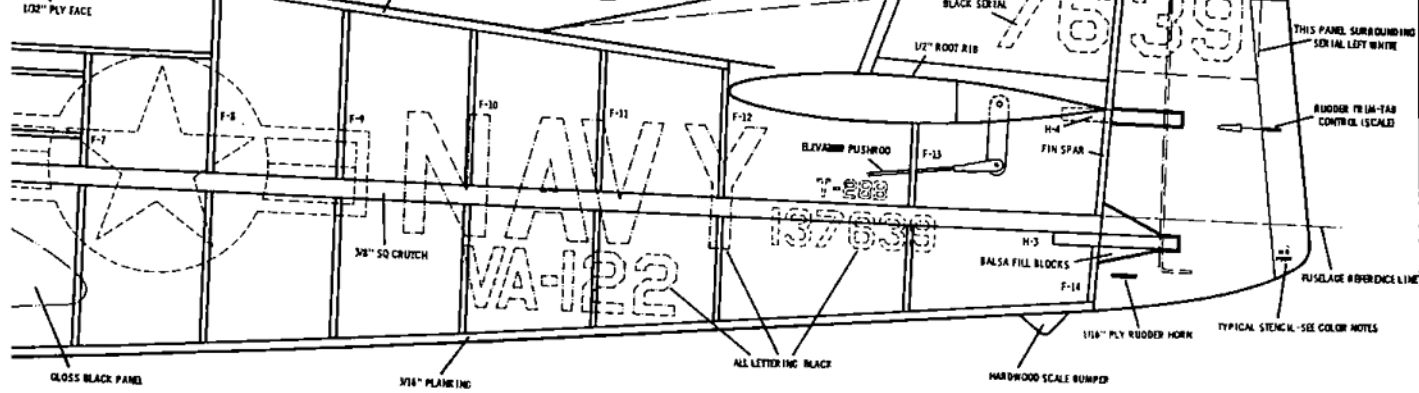 1/32" PLY FACE
BLACK SERIAL
7639
THIS PANEL SURROUNDING
SERIAL LEFT WHITE
1/2" ROOT RIB
RUDDER TRIM-TAB
CONTROL (SCALE)
F-7
F-8
F-9
F-10
F-11
F-12
F-13
H-4
FIN SPAR
ELEVATOR PUSHROD
NAVY
T-28B
137639
VA-122
3/8" SQ CRUTCH
H-3
BALSA FILL BLOCKS
F-14
FUSELAGE REFERENCE LINE
1/16" PLY RUDDER HORN
TYPICAL STENCIL-SEE COLOR NOTES
GLOSS BLACK PANEL
3/16" PLANKING
ALL LETTERING BLACK
HARDWOOD SCALE BUMPER